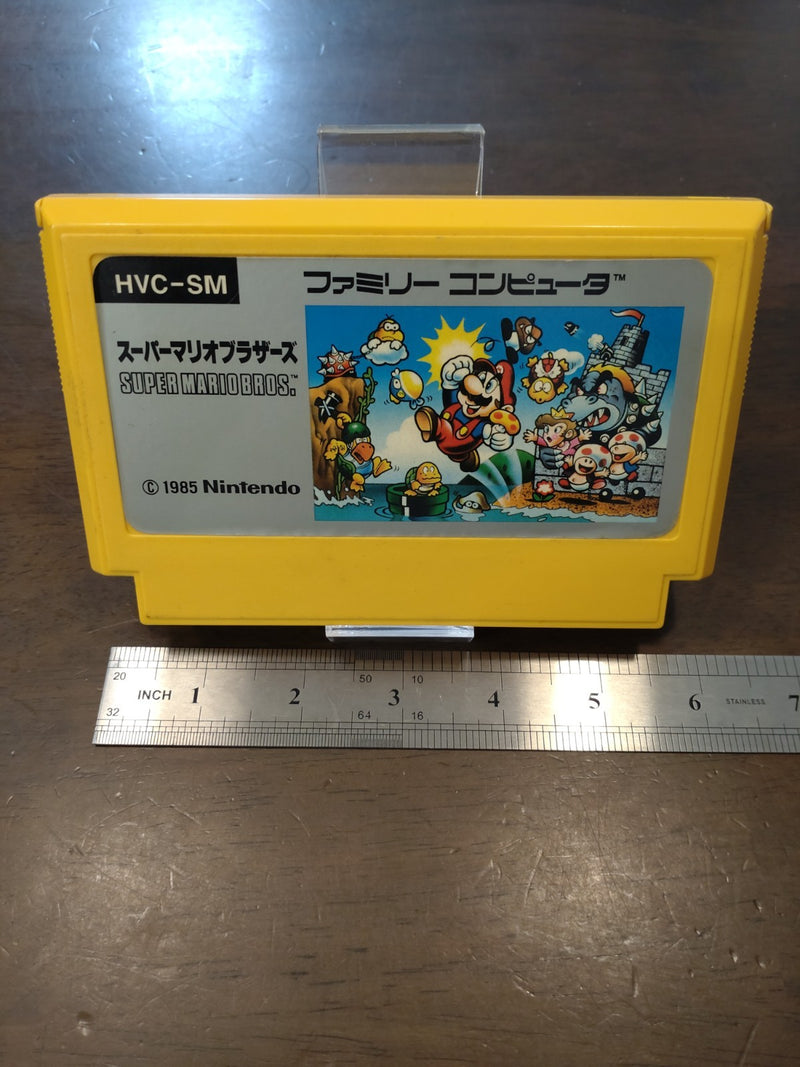 HVC-SM
ファミリー コンピュータ™
スーパーマリオブラザーズ
SUPER MARIO BROS.™
© 1985 Nintendo
20 50 10
INCH 1 2 3 4 5 6 STAINLESS 7
32 64 16